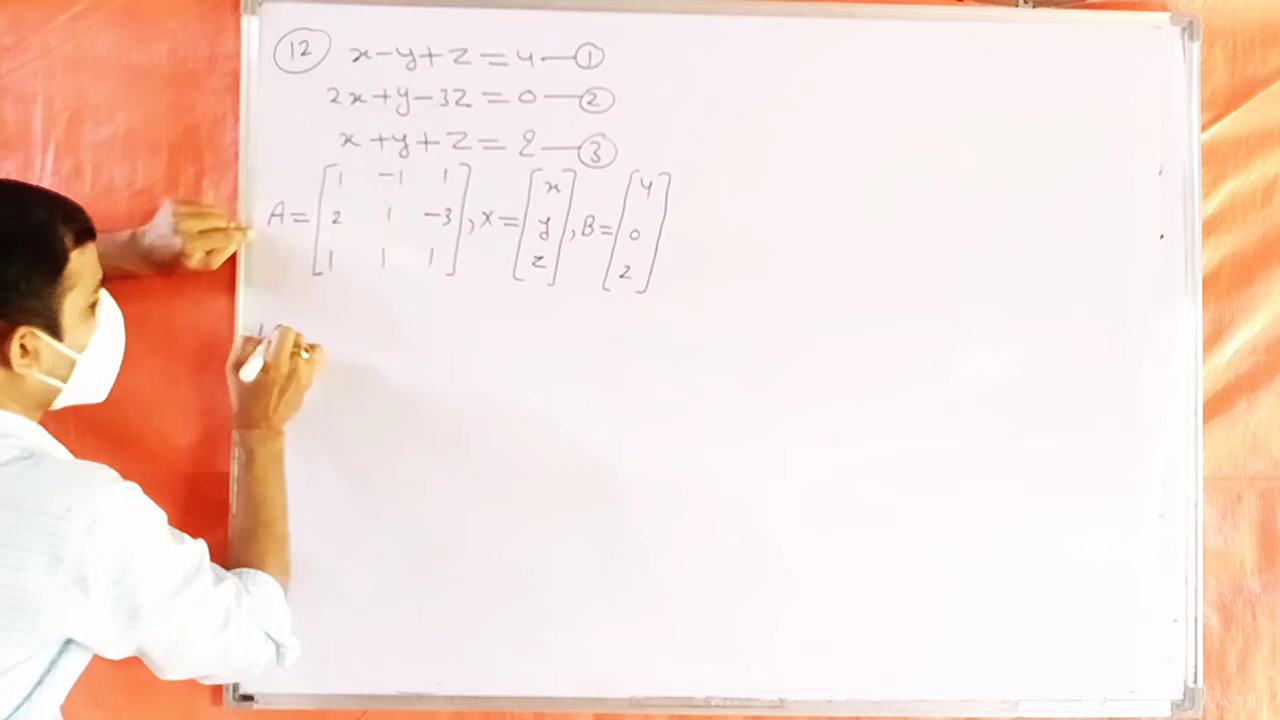 12 x-y+z=4—1
2x+y-3z=0—2
x+y+z=2—3
A=[1 -1 1
2 1 -3
1 1 1], X=[x
y
z], B=[4
0
2]